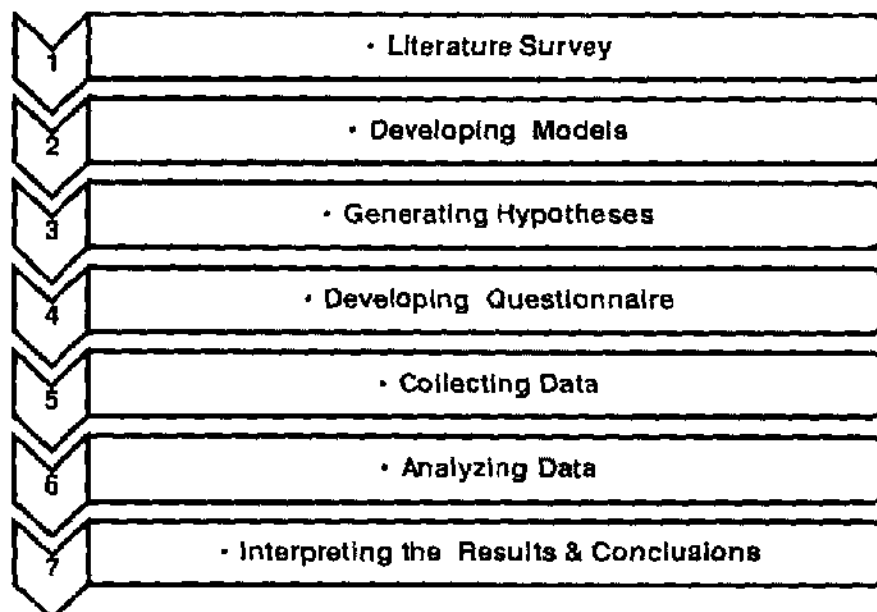 1 • Literature Survey
2 • Developing Models
3 • Generating Hypotheses
4 • Developing Questionnaire
5 • Collecting Data
6 • Analyzing Data
7 • Interpreting the Results & Conclusions